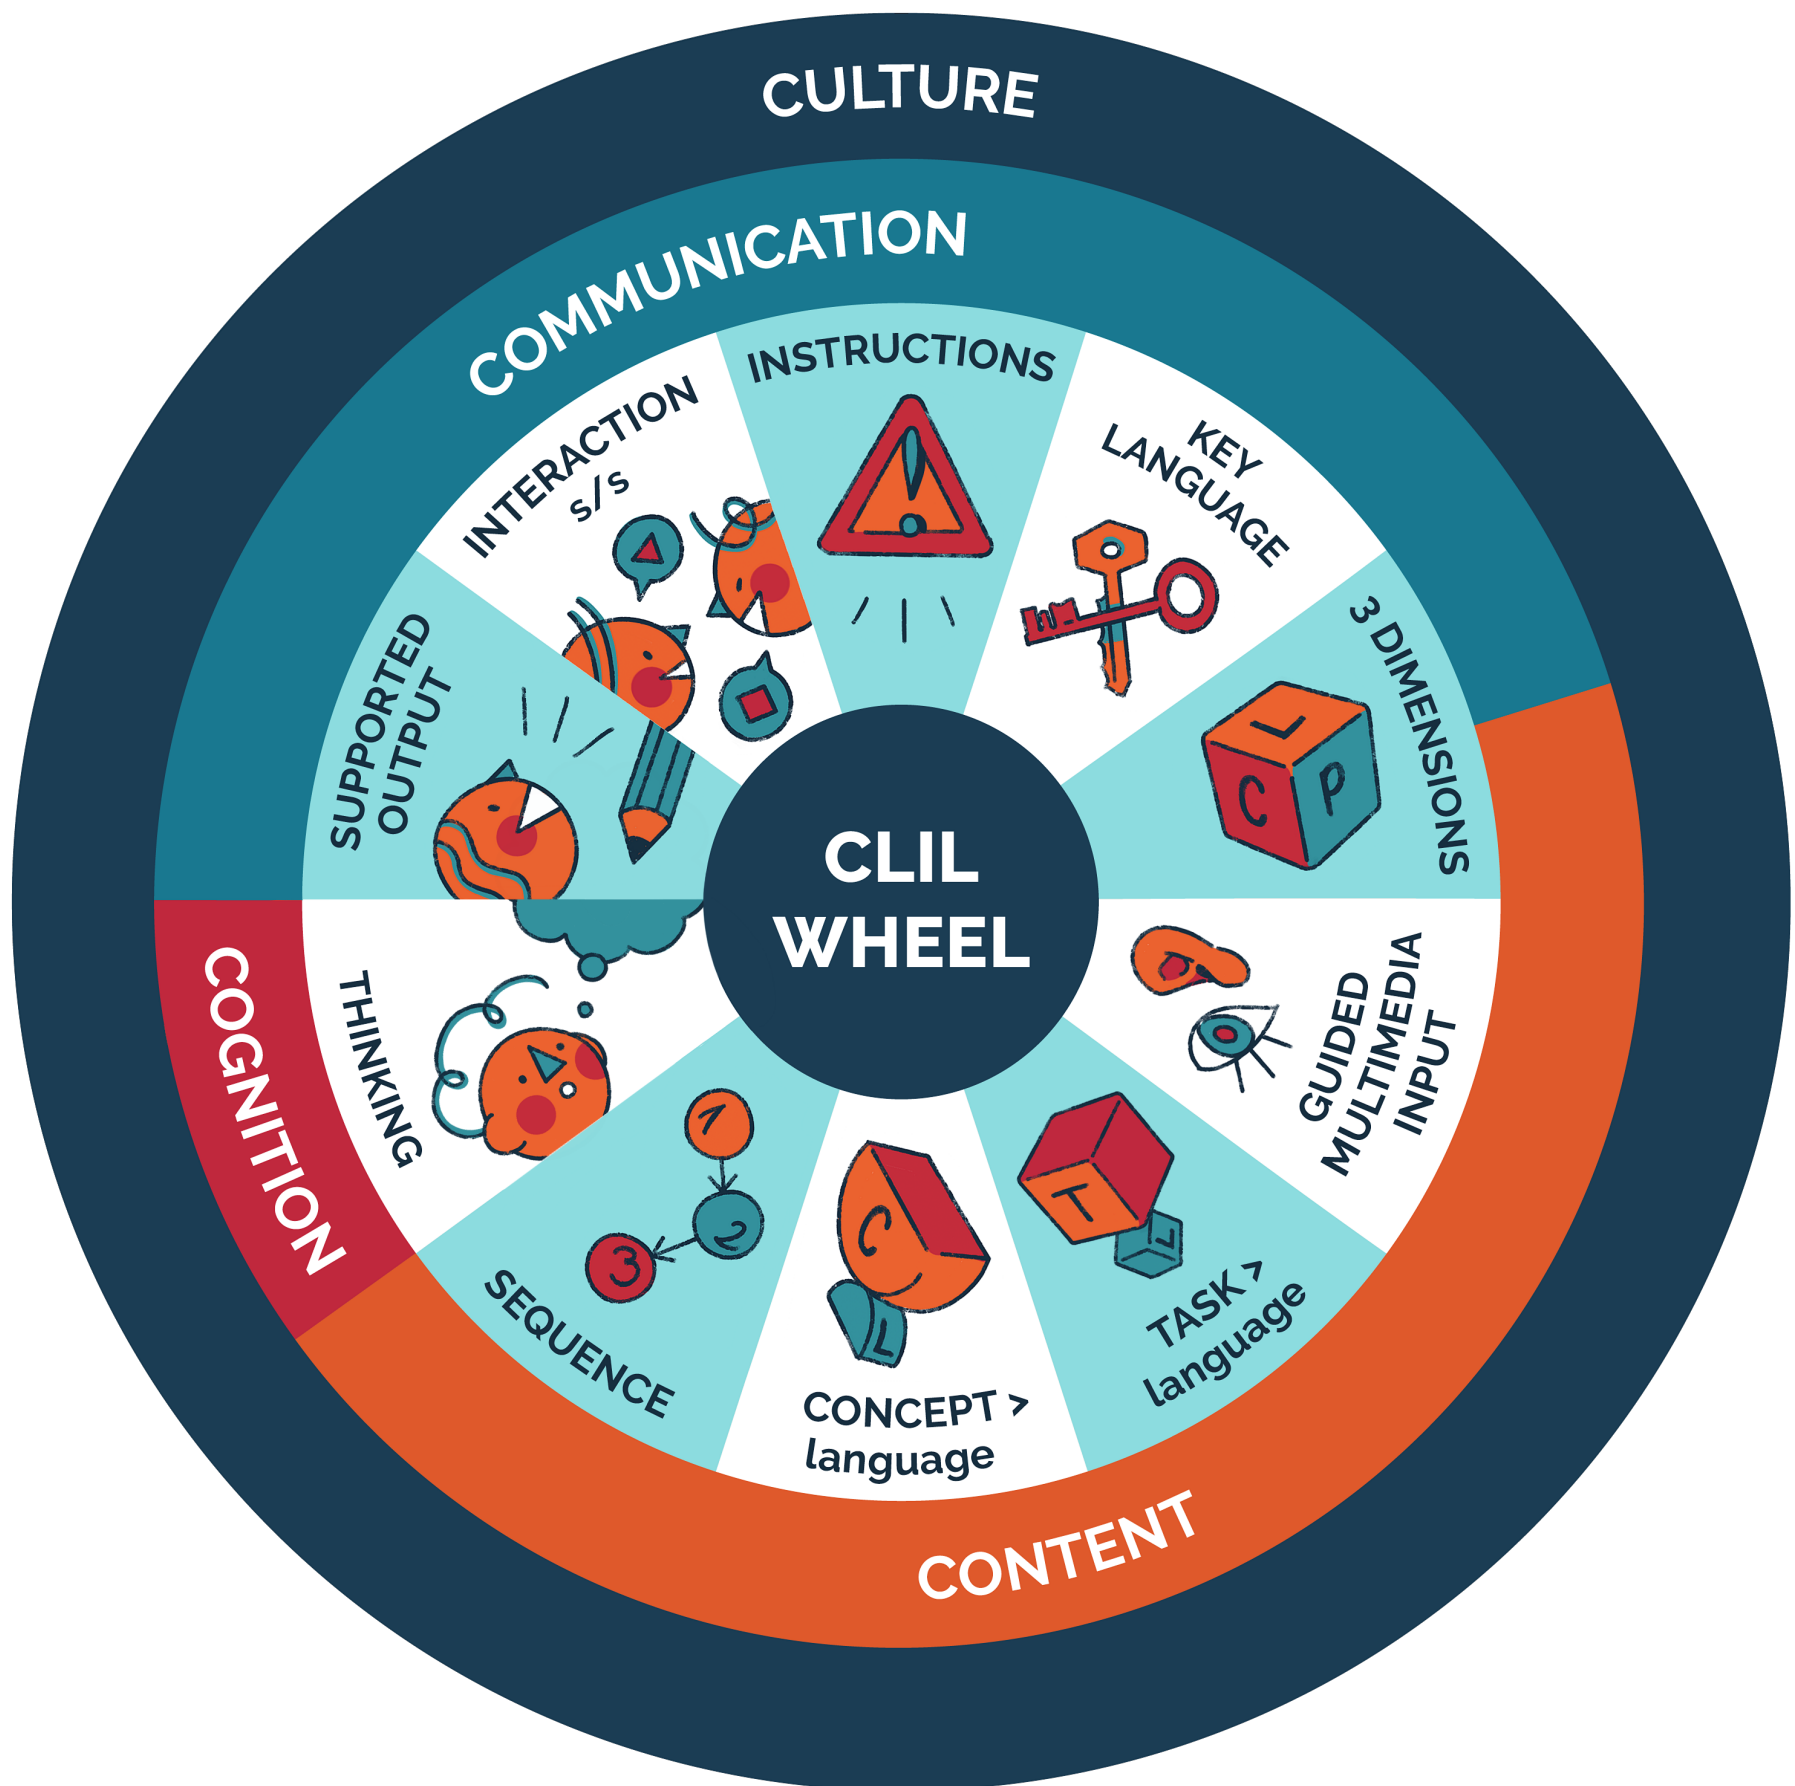 CULTURE
COMMUNICATION
INSTRUCTIONS
KEY
LANGUAGE
3 DIMENSIONS
L
C
P
GUIDED
MULTIMEDIA
INPUT
T
L
TASK >
language
C
L
CONCEPT >
language
CONTENT
1
2
3
SEQUENCE
THINKING
COGNITION
SUPPORTED
OUTPUT
INTERACTION
s/s
CLIL
WHEEL